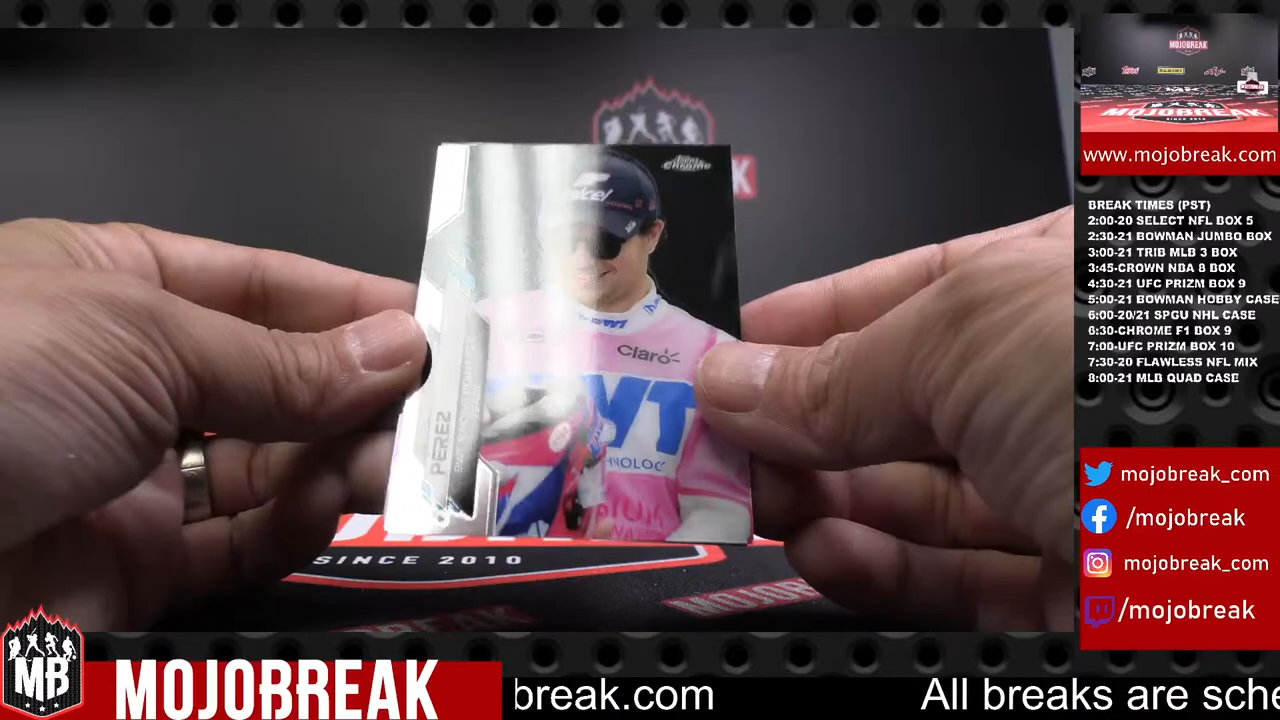 MOJOBREAK
www.mojobreak.com
BREAK TIMES (PST)
2:00-20 SELECT NFL BOX 5
2:30-21 BOWMAN JUMBO BOX
3:00-21 TRIB MLB 3 BOX
3:45-CROWN NBA 8 BOX
4:30-21 UFC PRIZM BOX 9
5:00-21 BOWMAN HOBBY CASE
6:00-20/21 SPGU NHL CASE
6:30-CHROME F1 BOX 9
7:00-UFC PRIZM BOX 10
7:30-20 FLAWLESS NFL MIX
8:00-21 MLB QUAD CASE
mojobreak_com
/mojobreak
mojobreak_com
/mojobreak
Topps
Chrome
Claro
PEREZ
SINCE 2010
MB
MOJOBREAK
break.com
All breaks are sche